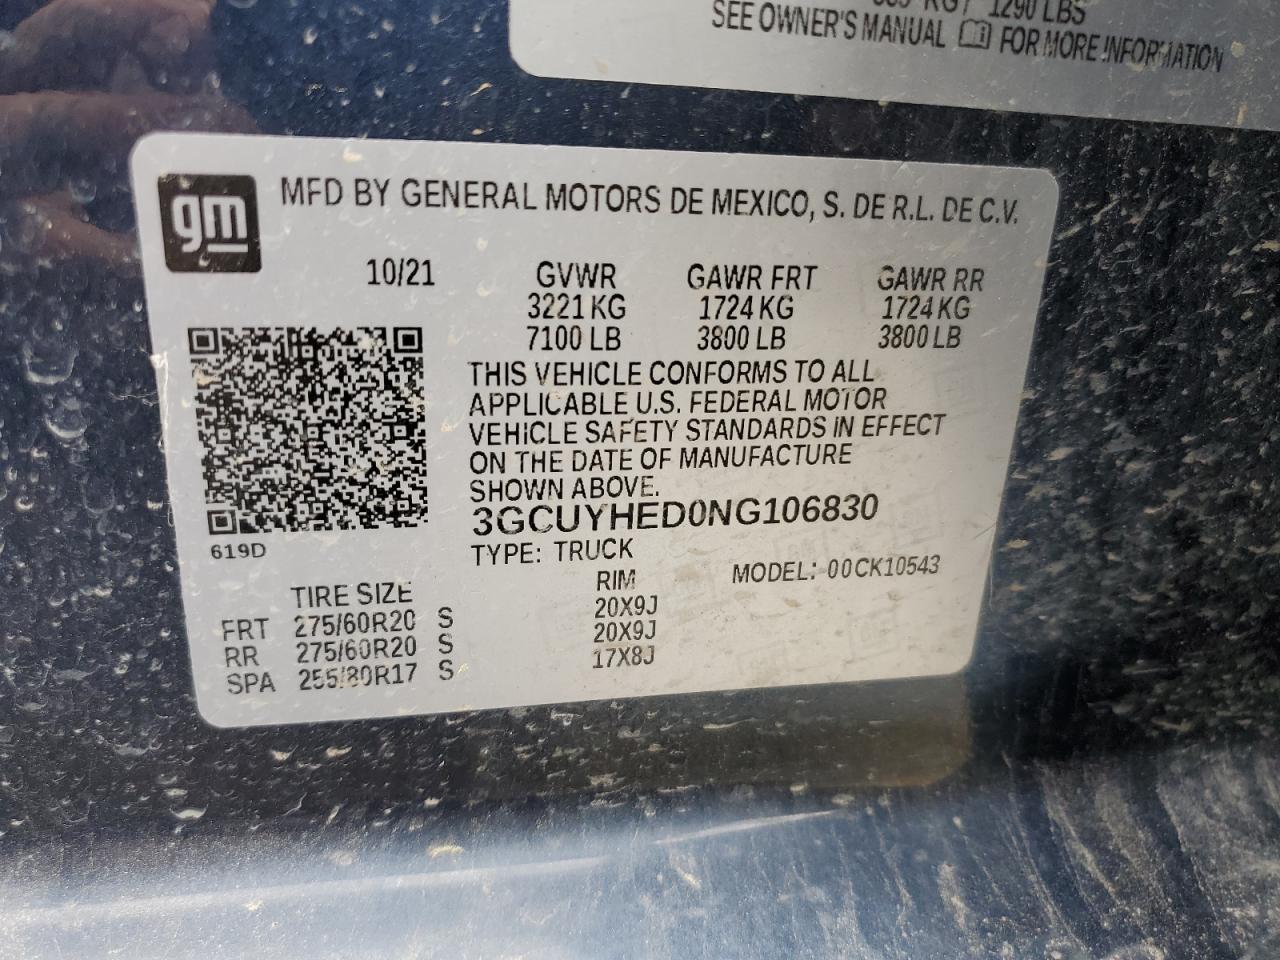 1290 LBS
SEE OWNER'S MANUAL FOR MORE INFORMATION
gm
MFD BY GENERAL MOTORS DE MEXICO, S. DE R.L. DE C.V.
10/21 GVWR GAWR FRT GAWR RR
3221 KG 1724 KG 1724 KG
7100 LB 3800 LB 3800 LB
THIS VEHICLE CONFORMS TO ALL
APPLICABLE U.S. FEDERAL MOTOR
VEHICLE SAFETY STANDARDS IN EFFECT
ON THE DATE OF MANUFACTURE
SHOWN ABOVE.
3GCUYHED0NG106830
619D
TYPE: TRUCK MODEL: 00CK10543
TIRE SIZE RIM
FRT 275/60R20 S 20X9J
RR 275/60R20 S 20X9J
SPA 255/80R17 S 17X8J